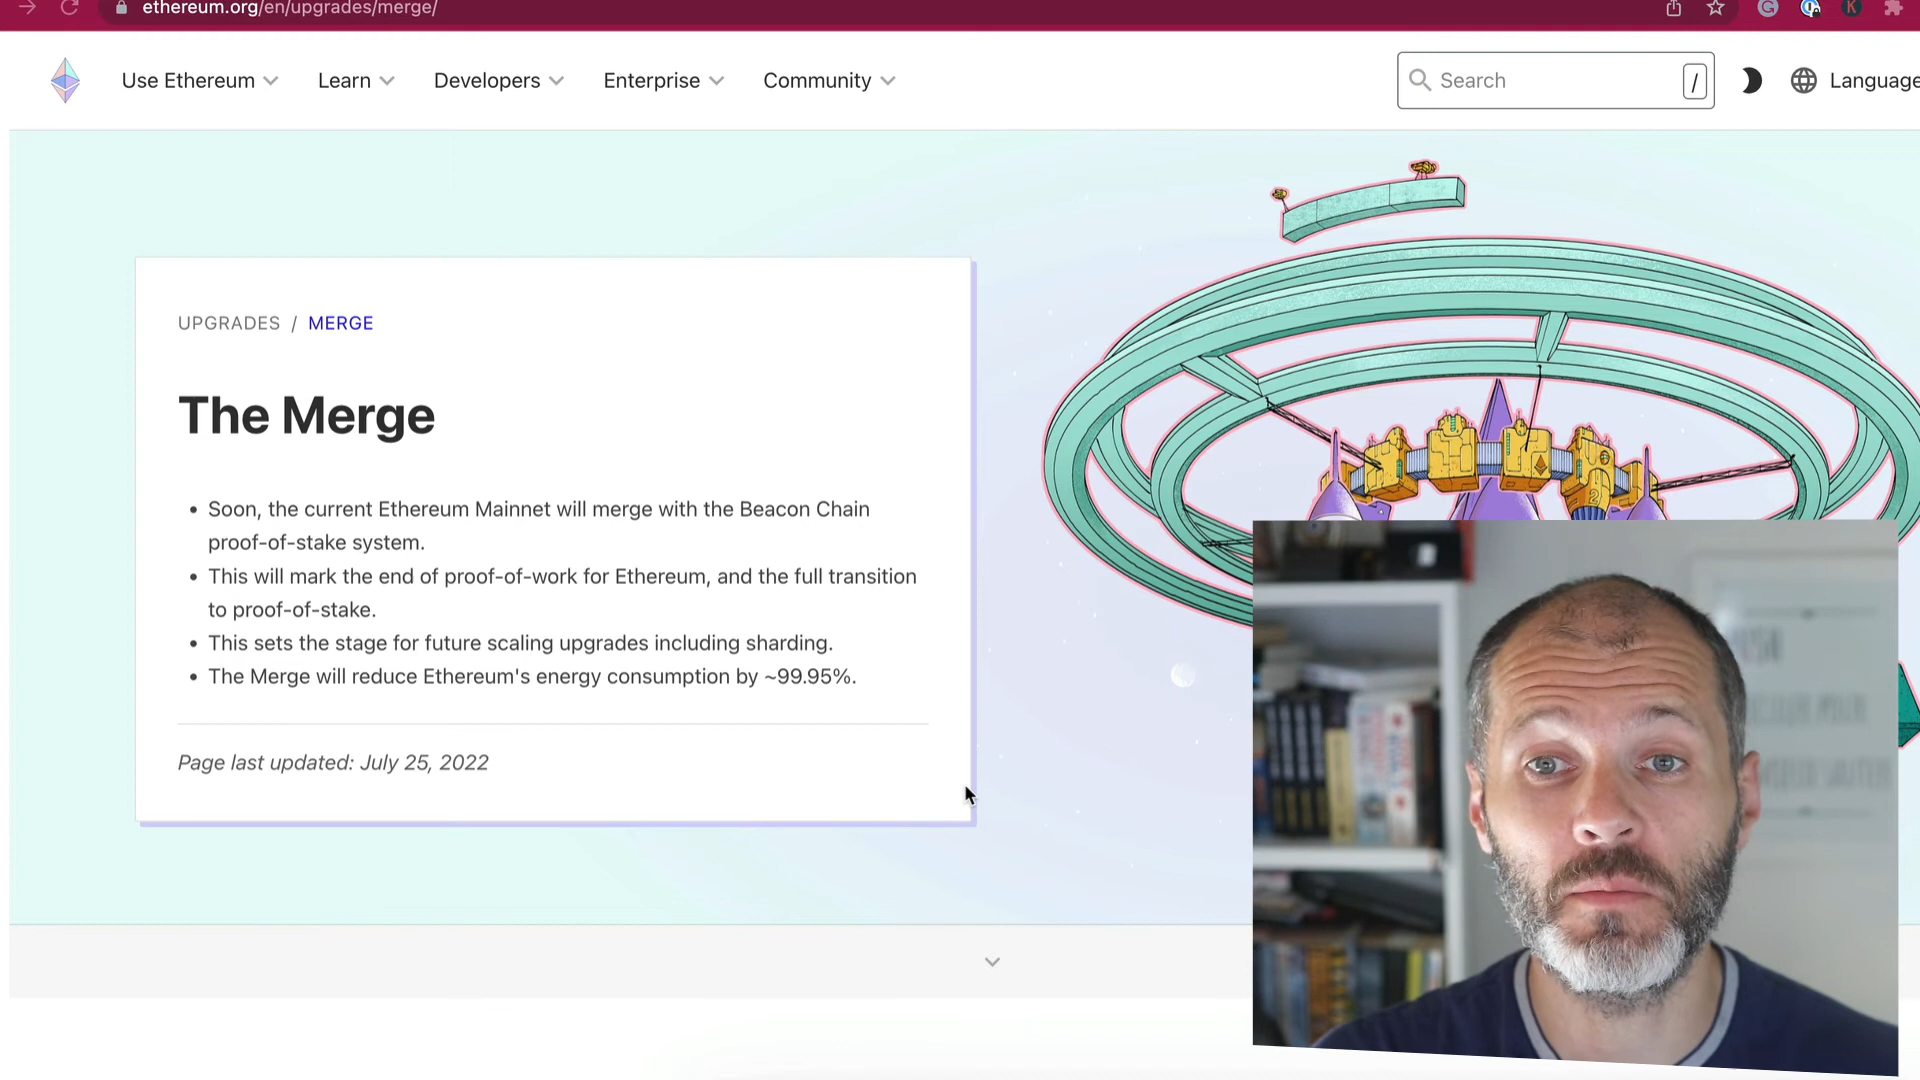 ethereum.org/en/upgrades/merge/
K
Use Ethereum Learn Developers Enterprise Community Search / Language
UPGRADES / MERGE
The Merge
• Soon, the current Ethereum Mainnet will merge with the Beacon Chain
proof-of-stake system.
• This will mark the end of proof-of-work for Ethereum, and the full transition
to proof-of-stake.
• This sets the stage for future scaling upgrades including sharding.
• The Merge will reduce Ethereum's energy consumption by ~99.95%.
Page last updated: July 25, 2022
2